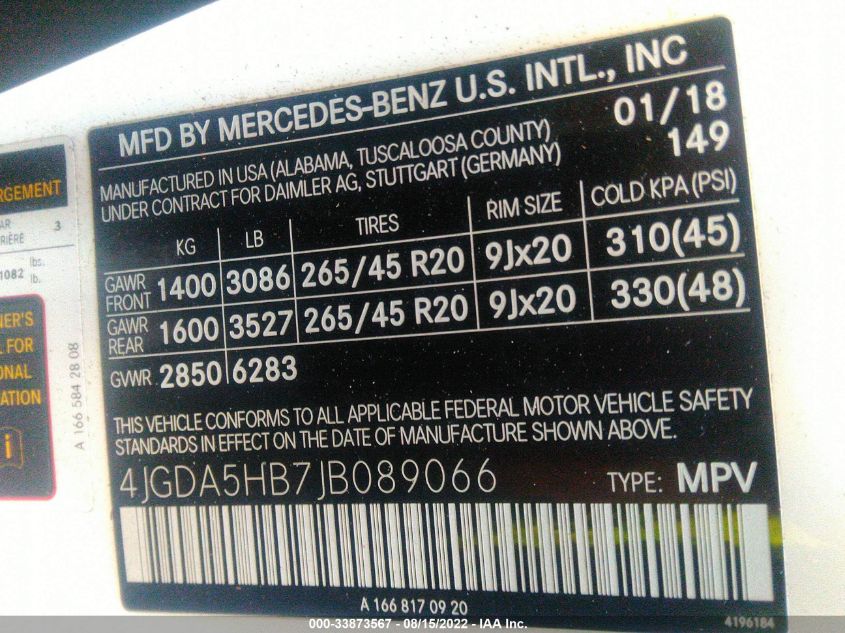 MFD BY MERCEDES-BENZ U.S. INTL., INC
01/18
149
MANUFACTURED IN USA (ALABAMA, TUSCALOOSA COUNTY)
UNDER CONTRACT FOR DAIMLER AG, STUTTGART (GERMANY)
KG LB TIRES RIM SIZE COLD KPA (PSI)
GAWR FRONT 1400 3086 265/45 R20 9Jx20 310(45)
GAWR REAR 1600 3527 265/45 R20 9Jx20 330(48)
GVWR 2850 6283
THIS VEHICLE CONFORMS TO ALL APPLICABLE FEDERAL MOTOR VEHICLE SAFETY
STANDARDS IN EFFECT ON THE DATE OF MANUFACTURE SHOWN ABOVE.
4JGDA5HB7JB089066 TYPE: MPV
A 166 817 09 20
4196184
3
1082 lbs.
lb.
A 166 584 28 08
000-33873567 - 08/15/2022 - IAA Inc.